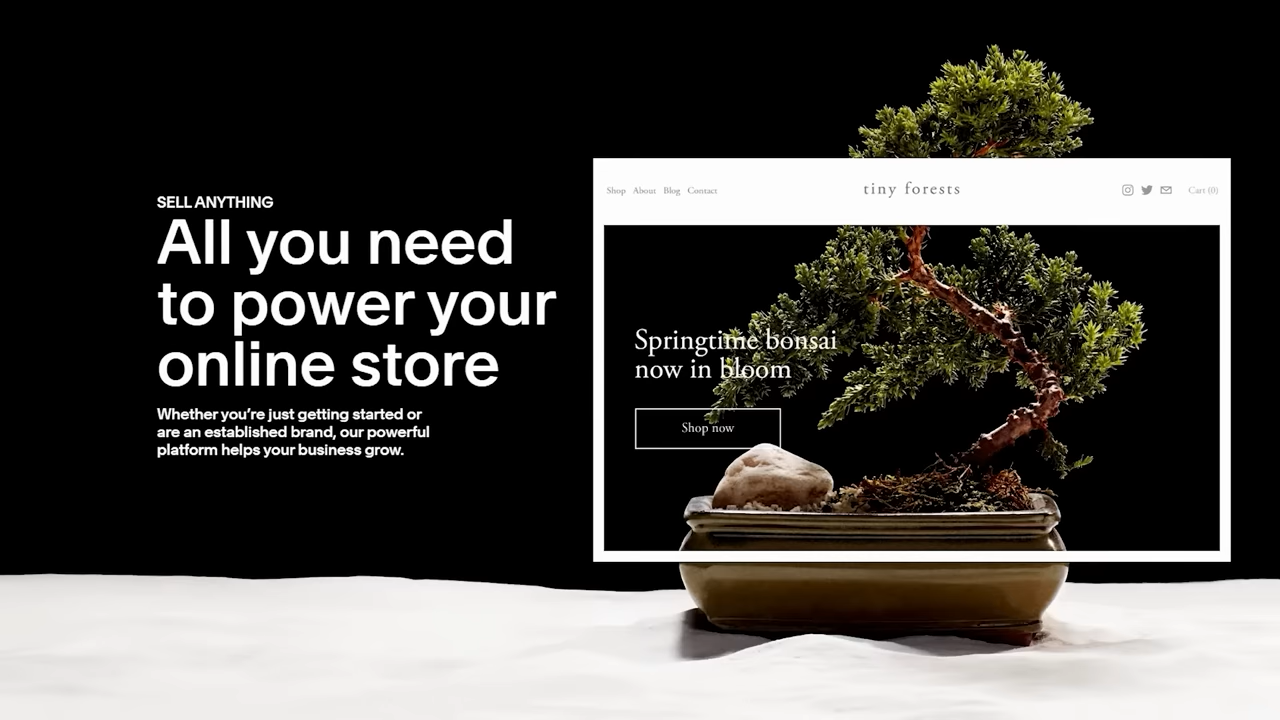 SELL ANYTHING
All you need
to power your
online store
Whether you're just getting started or
are an established brand, our powerful
platform helps your business grow.
Shop About Blog Contact
tiny forests
Cart (0)
Springtime bonsai
now in bloom
Shop now